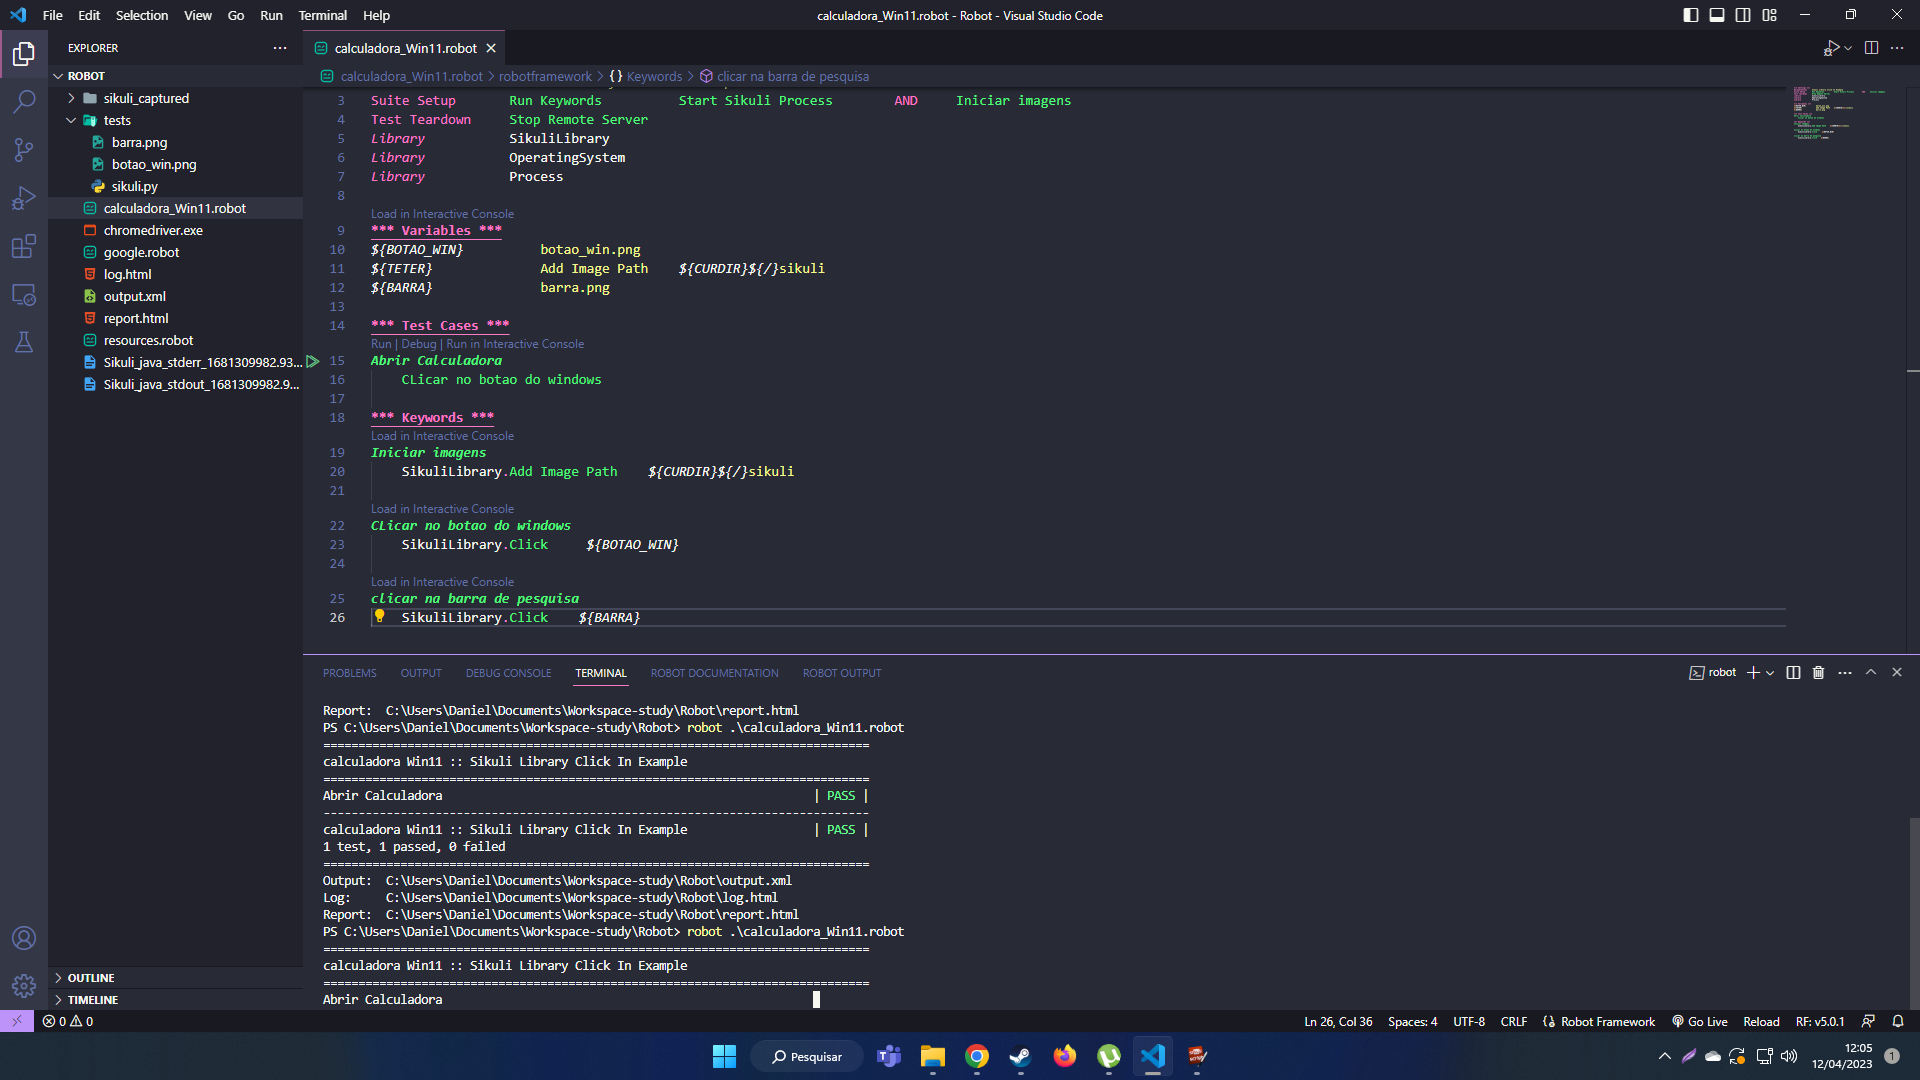 File Edit Selection View Go Run Terminal Help
calculadora_Win11.robot - Robot - Visual Studio Code
EXPLORER
ROBOT
sikuli_captured
tests
barra.png
botao_win.png
sikuli.py
calculadora_Win11.robot
chromedriver.exe
google.robot
log.html
output.xml
report.html
resources.robot
Sikuli_java_stderr_1681309982.93...
Sikuli_java_stdout_1681309982.9...
OUTLINE
TIMELINE
calculadora_Win11.robot
calculadora_Win11.robot > robotframework > {} Keywords > clicar na barra de pesquisa
3 Suite Setup Run Keywords Start Sikuli Process AND Iniciar imagens
4 Test Teardown Stop Remote Server
5 Library SikuliLibrary
6 Library OperatingSystem
7 Library Process
8
Load in Interactive Console
9 *** Variables ***
10 ${BOTAO_WIN} botao_win.png
11 ${TETER} Add Image Path ${CURDIR}${/}sikuli
12 ${BARRA} barra.png
13
14 *** Test Cases ***
Run | Debug | Run in Interactive Console
15 Abrir Calculadora
16 CLicar no botao do windows
17
18 *** Keywords ***
Load in Interactive Console
19 Iniciar imagens
20 SikuliLibrary.Add Image Path ${CURDIR}${/}sikuli
21
Load in Interactive Console
22 CLicar no botao do windows
23 SikuliLibrary.Click ${BOTAO_WIN}
24
Load in Interactive Console
25 clicar na barra de pesquisa
26 SikuliLibrary.Click ${BARRA}
PROBLEMS OUTPUT DEBUG CONSOLE TERMINAL ROBOT DOCUMENTATION ROBOT OUTPUT
robot
Report: C:\Users\Daniel\Documents\Workspace-study\Robot\report.html
PS C:\Users\Daniel\Documents\Workspace-study\Robot> robot .\calculadora_Win11.robot
==============================================================================
calculadora Win11 :: Sikuli Library Click In Example
==============================================================================
Abrir Calculadora | PASS |
------------------------------------------------------------------------------
calculadora Win11 :: Sikuli Library Click In Example | PASS |
1 test, 1 passed, 0 failed
==============================================================================
Output: C:\Users\Daniel\Documents\Workspace-study\Robot\output.xml
Log: C:\Users\Daniel\Documents\Workspace-study\Robot\log.html
Report: C:\Users\Daniel\Documents\Workspace-study\Robot\report.html
PS C:\Users\Daniel\Documents\Workspace-study\Robot> robot .\calculadora_Win11.robot
==============================================================================
calculadora Win11 :: Sikuli Library Click In Example
==============================================================================
Abrir Calculadora
0 0
Ln 26, Col 36 Spaces: 4 UTF-8 CRLF Robot Framework Go Live Reload RF: v5.0.1
Pesquisar
12:05
12/04/2023
1